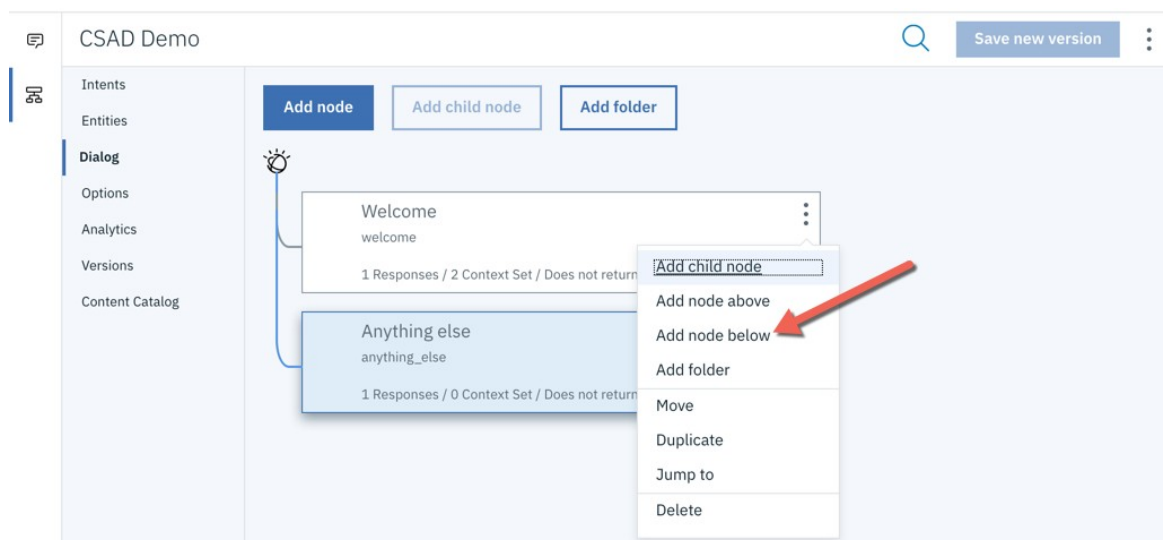 CSAD Demo
Save new version
Intents
Entities
Dialog
Options
Analytics
Versions
Content Catalog
Add node
Add child node
Add folder
Welcome
welcome
1 Responses / 2 Context Set / Does not return
Anything else
anything_else
1 Responses / 0 Context Set / Does not return
Add child node
Add node above
Add node below
Add folder
Move
Duplicate
Jump to
Delete